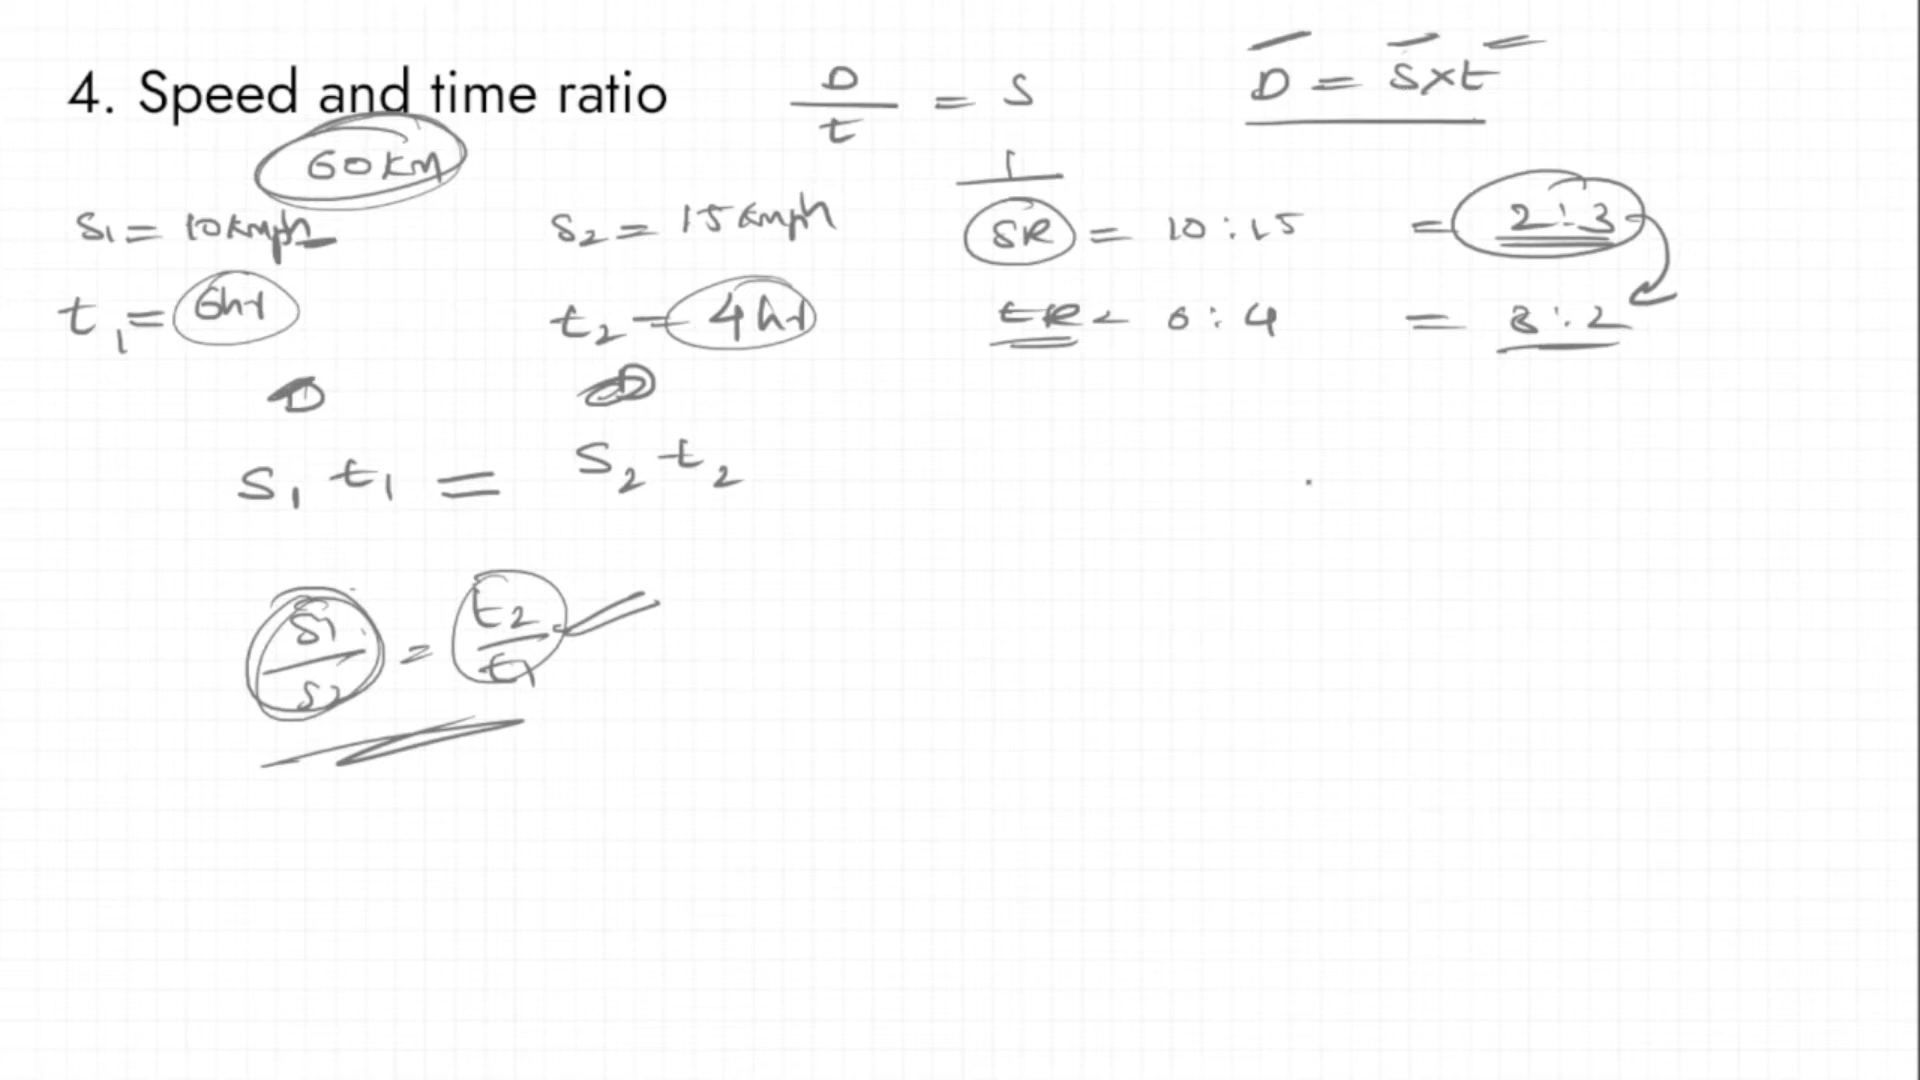 4. Speed and time ratio
D/t = S
D = S×t
60KM
S1 = 10kmph
S2 = 15kmph
1/SR = 10:15 = 2:3
t1 = 6hr
t2 = 4hr
tR = 6:4 = 3:2
D D
S1 t1 = S2 t2
S1/S2 = t2/t1